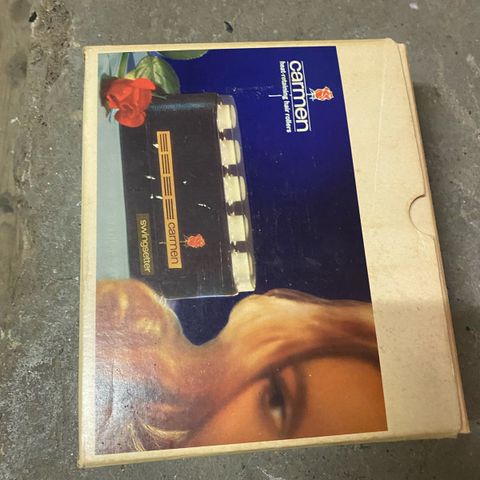 carmen
heat-retaining hair rollers
carmen
swingsetter